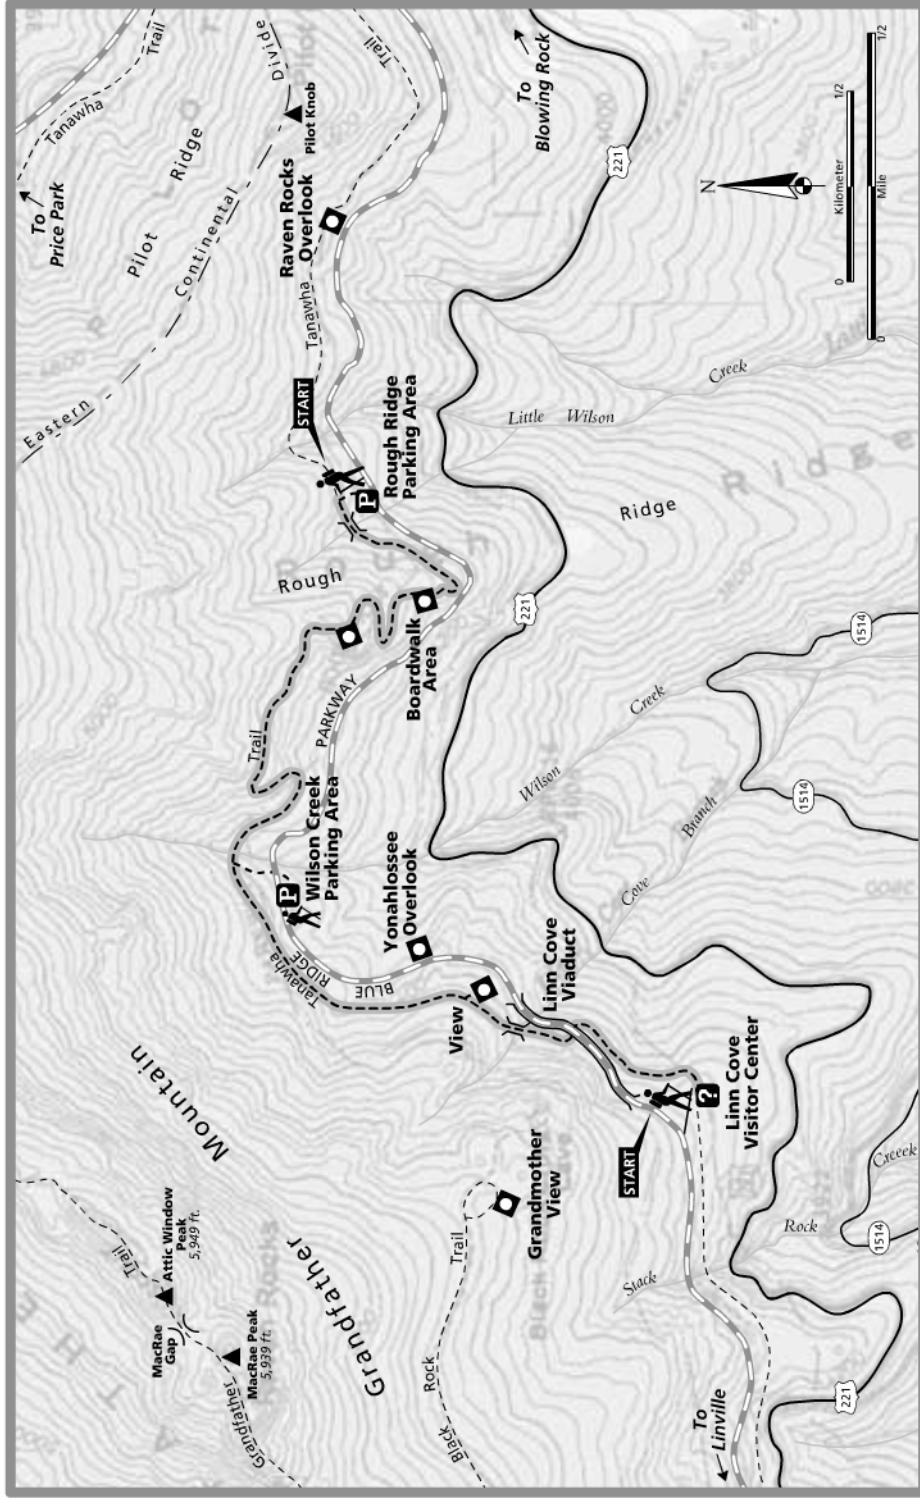 To
Price Park
Tanawha
Trail
Pilot
Ridge
Eastern
Continental
Divide
Pilot Knob
Trail
Raven Rocks
Overlook
Tanawha
To
Blowing Rock
221
START
Rough Ridge
Parking Area
Little Wilson
Creek
N
Kilometer
0
1/2
0
Mile
1/2
Rough
Ridge
Boardwalk
Area
Trail
PARKWAY
221
Wilson Creek
Parking Area
P
P
Yonahlossee
Overlook
Tanawha
RIDGE
BLUE
View
Linn Cove
Viaduct
Wilson
Creek
Cove
Branch
1514
1514
START
?
Linn Cove
Visitor Center
Grandmother
View
Mountain
Grandfather
Trail
Attic Window
Peak
5,949 ft.
MacRae
Gap
MacRae Peak
5,939 ft.
Grandfather
Black
Rock
Trail
Stack
Rock
Creeek
1514
221
To
Linville